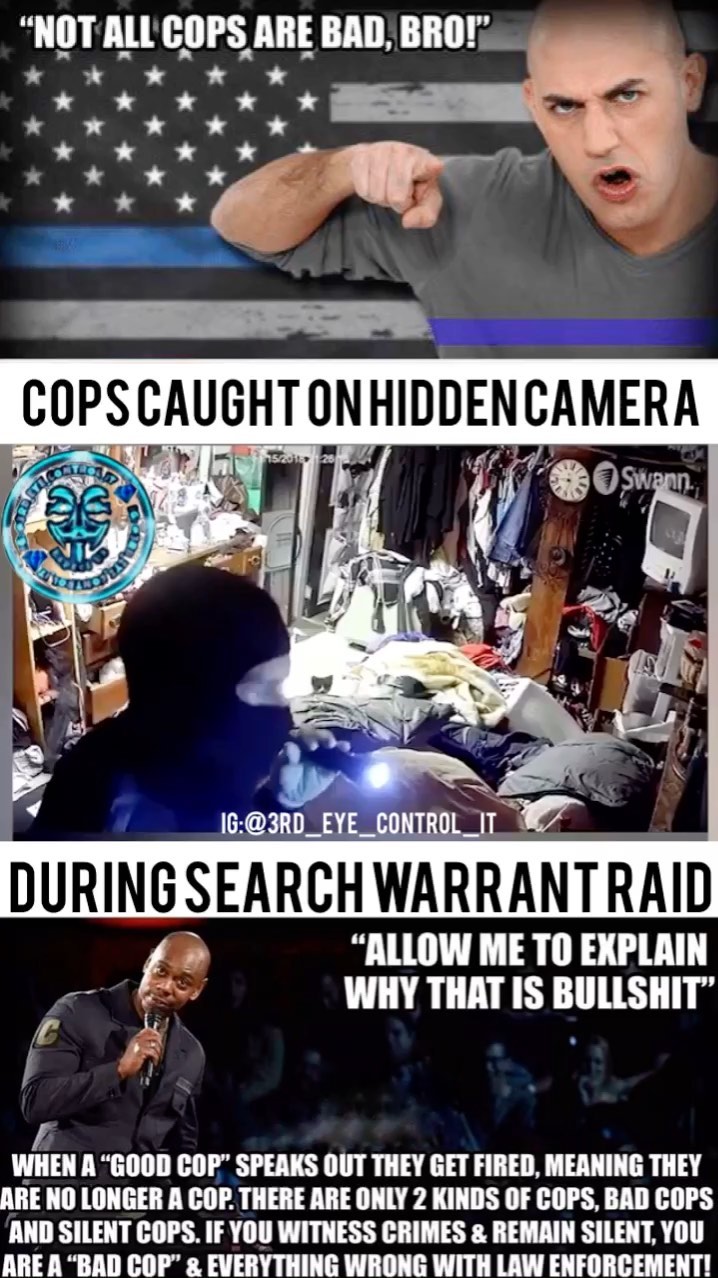 “NOT ALL COPS ARE BAD, BRO!”
COPS CAUGHT ON HIDDEN CAMERA
Swann
IG:@3RD_EYE_CONTROL_IT
DURING SEARCH WARRANT RAID
“ALLOW ME TO EXPLAIN
WHY THAT IS BULLSHIT”
C
WHEN A “GOOD COP” SPEAKS OUT THEY GET FIRED, MEANING THEY
ARE NO LONGER A COP. THERE ARE ONLY 2 KINDS OF COPS, BAD COPS
AND SILENT COPS. IF YOU WITNESS CRIMES & REMAIN SILENT, YOU
ARE A “BAD COP” & EVERYTHING WRONG WITH LAW ENFORCEMENT!